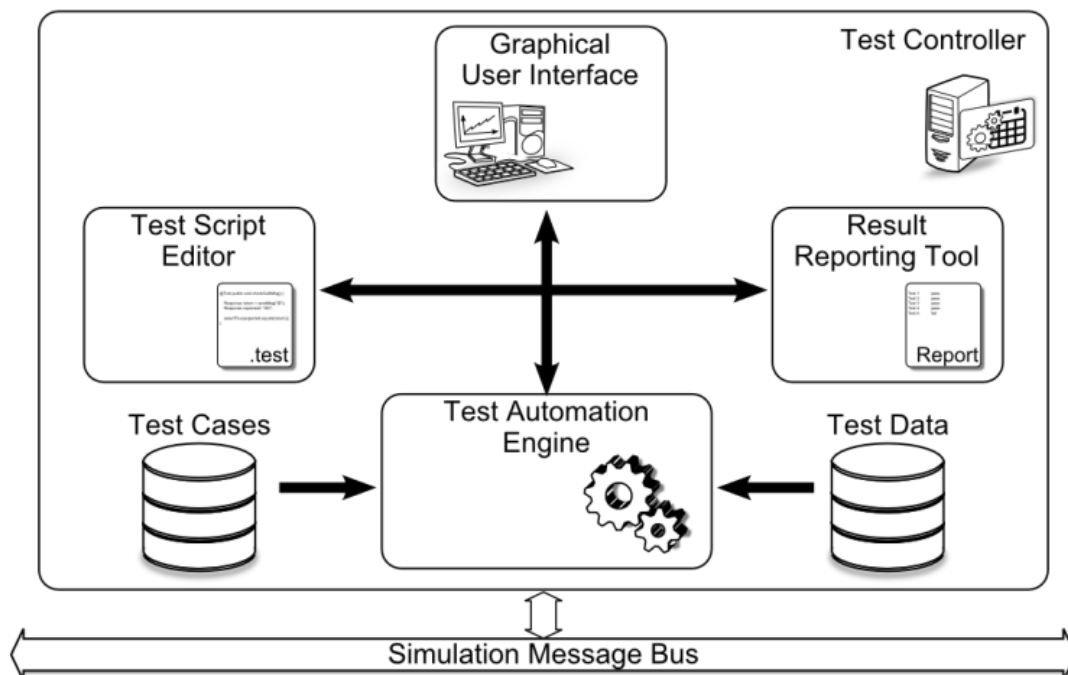 Graphical
User Interface
Test Controller
Test Script
Editor
.test
Result
Reporting Tool
Report
Test Cases
Test Automation
Engine
Test Data
Simulation Message Bus